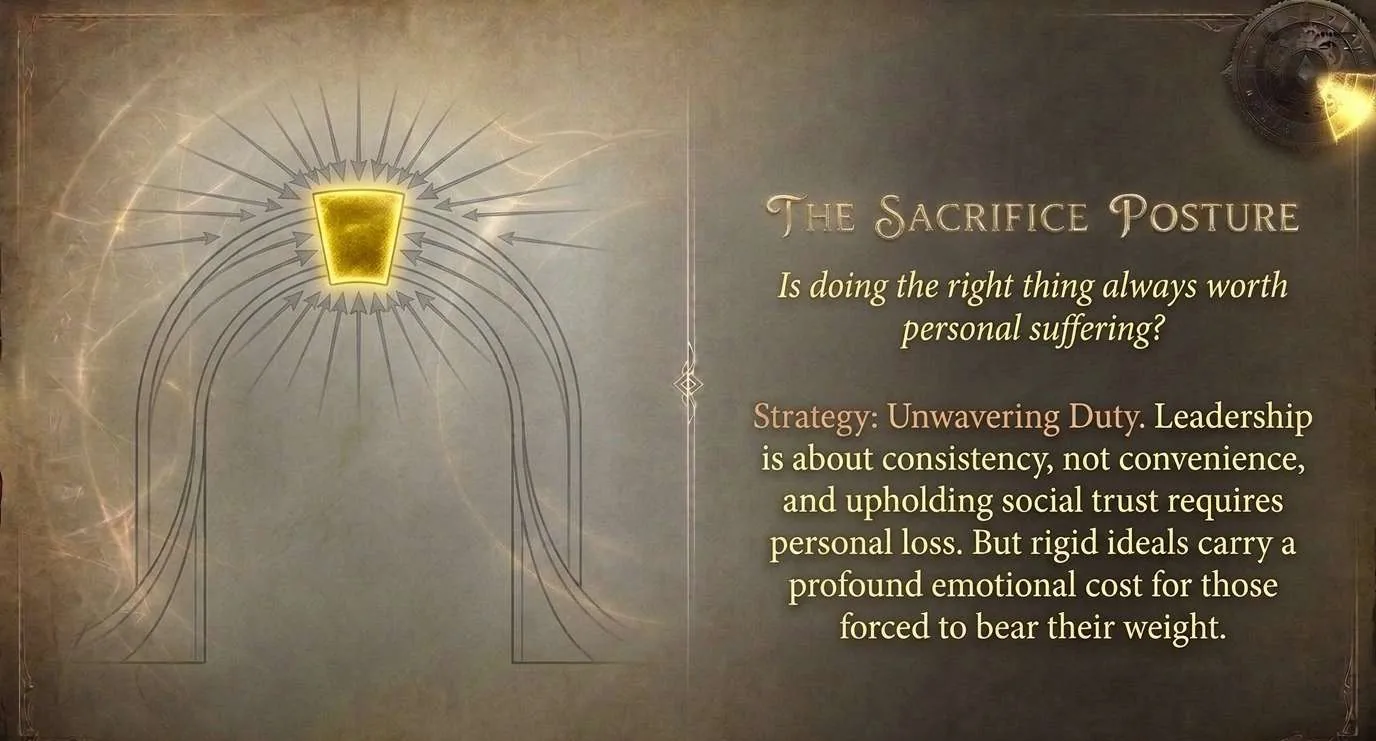 The Sacrifice Posture
Is doing the right thing always worth
personal suffering?
Strategy: Unwavering Duty. Leadership
is about consistency, not convenience,
and upholding social trust requires
personal loss. But rigid ideals carry a
profound emotional cost for those
forced to bear their weight.